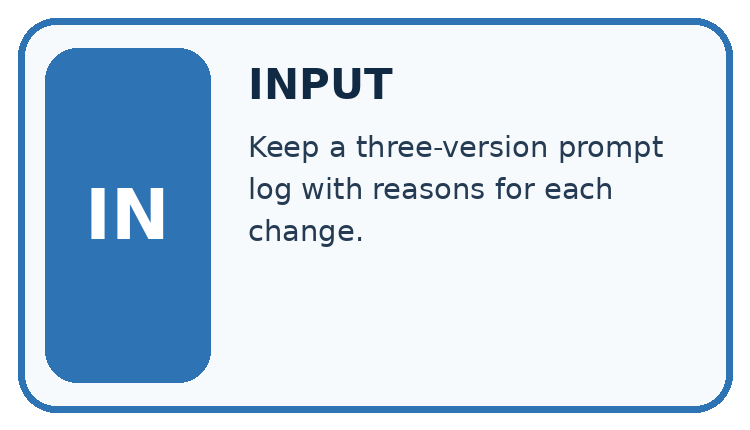 IN
INPUT
Keep a three-version prompt
log with reasons for each
change.